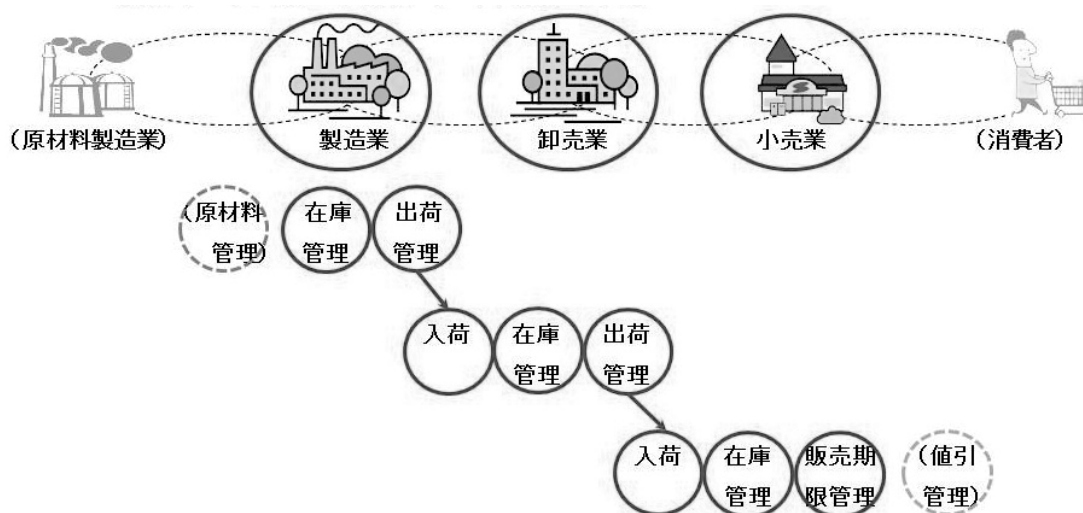 (原材料製造業)
製造業
卸売業
小売業
(消費者)
(原材料
管理)
在庫
管理
出荷
管理
入荷
在庫
管理
出荷
管理
入荷
在庫
管理
販売期
限管理
(値引
管理)